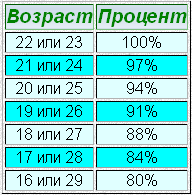 Возраст Процент
22 или 23 100%
21 или 24 97%
20 или 25 94%
19 или 26 91%
18 или 27 88%
17 или 28 84%
16 или 29 80%